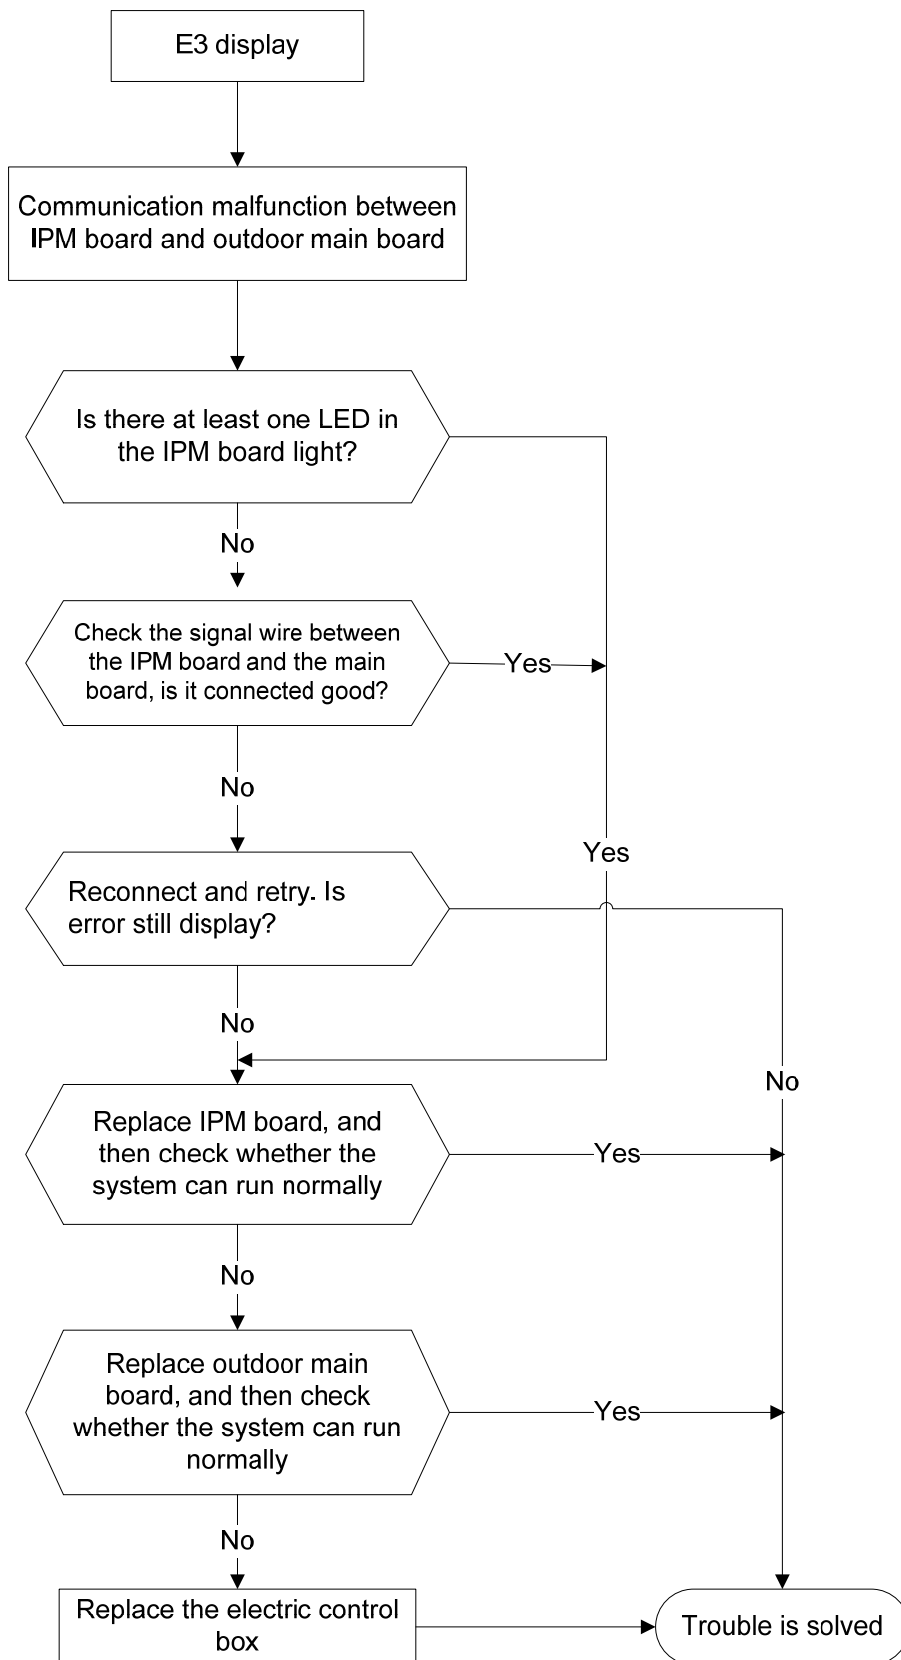 E3 display
Communication malfunction between
IPM board and outdoor main board
Is there at least one LED in
the IPM board light?
No
Check the signal wire between
the IPM board and the main
board, is it connected good?
Yes
No
Yes
Reconnect and retry. Is
error still display?
No
No
Replace IPM board, and
then check whether the
system can run normally
Yes
No
Replace outdoor main
board, and then check
whether the system can run
normally
Yes
No
Replace the electric control
box
Trouble is solved